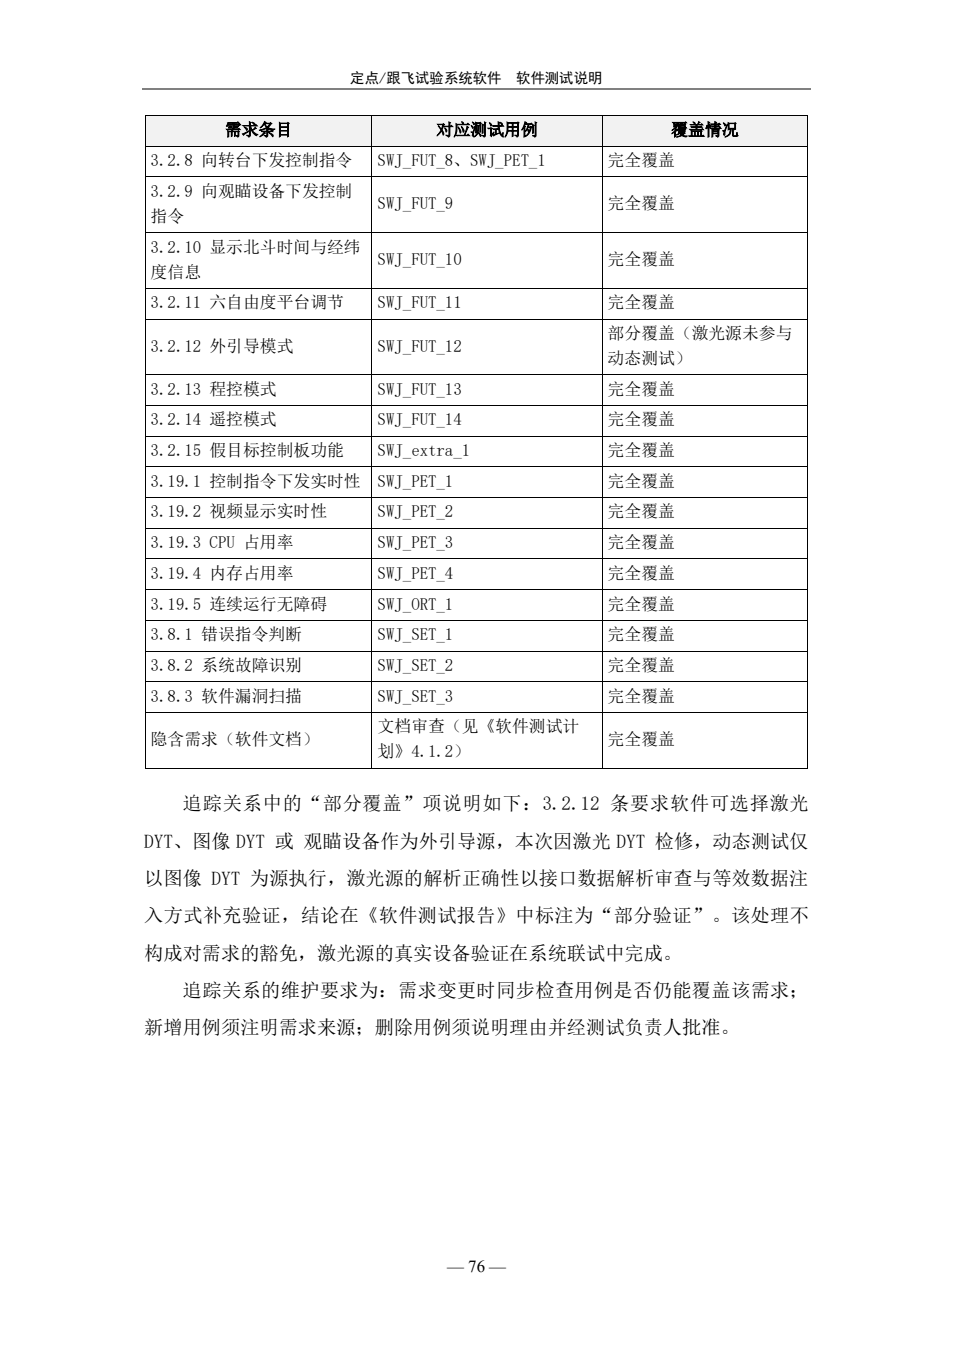 定点/跟飞试验系统软件　软件测试说明
需求条目 对应测试用例 覆盖情况
3.2.8 向转台下发控制指令 SWJ_FUT_8、SWJ_PET_1 完全覆盖
3.2.9 向观瞄设备下发控制
指令 SWJ_FUT_9 完全覆盖
3.2.10 显示北斗时间与经纬
度信息 SWJ_FUT_10 完全覆盖
3.2.11 六自由度平台调节 SWJ_FUT_11 完全覆盖
3.2.12 外引导模式 SWJ_FUT_12 部分覆盖（激光源未参与
动态测试）
3.2.13 程控模式 SWJ_FUT_13 完全覆盖
3.2.14 遥控模式 SWJ_FUT_14 完全覆盖
3.2.15 假目标控制板功能 SWJ_extra_1 完全覆盖
3.19.1 控制指令下发实时性 SWJ_PET_1 完全覆盖
3.19.2 视频显示实时性 SWJ_PET_2 完全覆盖
3.19.3 CPU 占用率 SWJ_PET_3 完全覆盖
3.19.4 内存占用率 SWJ_PET_4 完全覆盖
3.19.5 连续运行无障碍 SWJ_ORT_1 完全覆盖
3.8.1 错误指令判断 SWJ_SET_1 完全覆盖
3.8.2 系统故障识别 SWJ_SET_2 完全覆盖
3.8.3 软件漏洞扫描 SWJ_SET_3 完全覆盖
隐含需求（软件文档） 文档审查（见《软件测试计
划》4.1.2） 完全覆盖
追踪关系中的“部分覆盖”项说明如下：3.2.12 条要求软件可选择激光
DYT、图像 DYT 或 观瞄设备作为外引导源，本次因激光 DYT 检修，动态测试仅
以图像 DYT 为源执行，激光源的解析正确性以接口数据解析审查与等效数据注
入方式补充验证，结论在《软件测试报告》中标注为“部分验证”。该处理不
构成对需求的豁免，激光源的真实设备验证在系统联试中完成。
追踪关系的维护要求为：需求变更时同步检查用例是否仍能覆盖该需求；
新增用例须注明需求来源；删除用例须说明理由并经测试负责人批准。
— 76 —